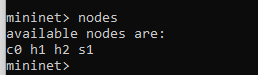 mininet> nodes
available nodes are:
c0 h1 h2 s1
mininet>